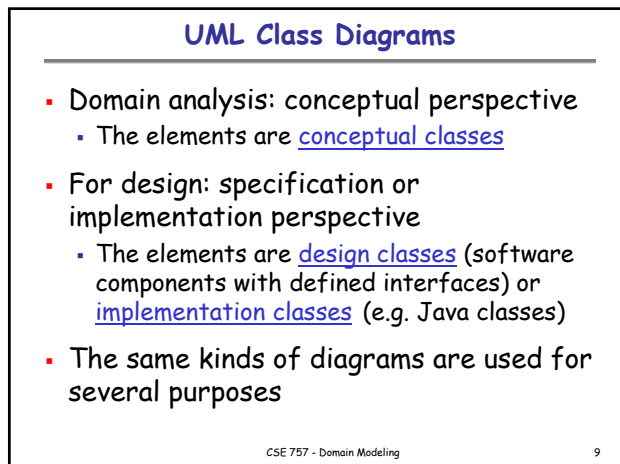 UML Class Diagrams
▪ Domain analysis: conceptual perspective
▪ The elements are conceptual classes
▪ For design: specification or
implementation perspective
▪ The elements are design classes (software
components with defined interfaces) or
implementation classes (e.g. Java classes)
▪ The same kinds of diagrams are used for
several purposes
CSE 757 - Domain Modeling 9